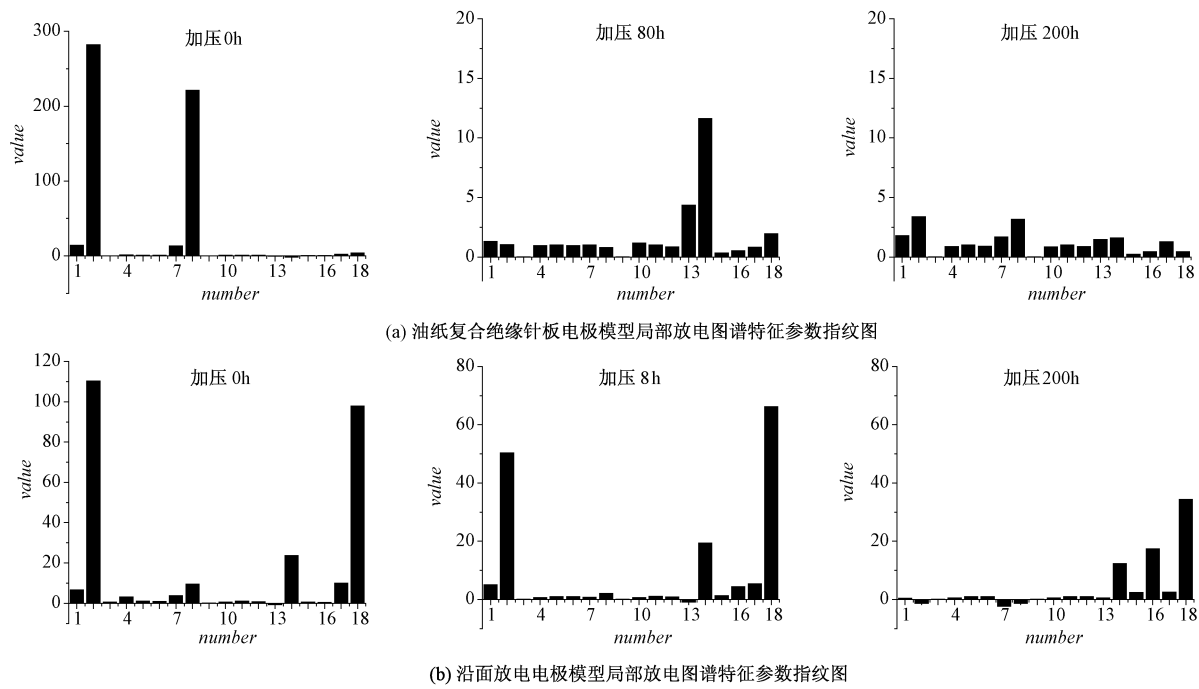 加压0h
300
200
100
0
value
1 4 7 10 13 16 18
number
加压 80h
20
15
10
5
0
value
1 4 7 10 13 16 18
number
加压 200h
20
15
10
5
0
value
1 4 7 10 13 16 18
number
(a) 油纸复合绝缘针板电极模型局部放电图谱特征参数指纹图
加压 0h
120
100
80
60
40
20
0
value
1 4 7 10 13 16 18
number
加压 8h
80
60
40
20
0
value
1 4 7 10 13 16 18
number
加压200h
80
60
40
20
0
value
1 4 7 10 13 16 18
number
(b) 沿面放电电极模型局部放电图谱特征参数指纹图